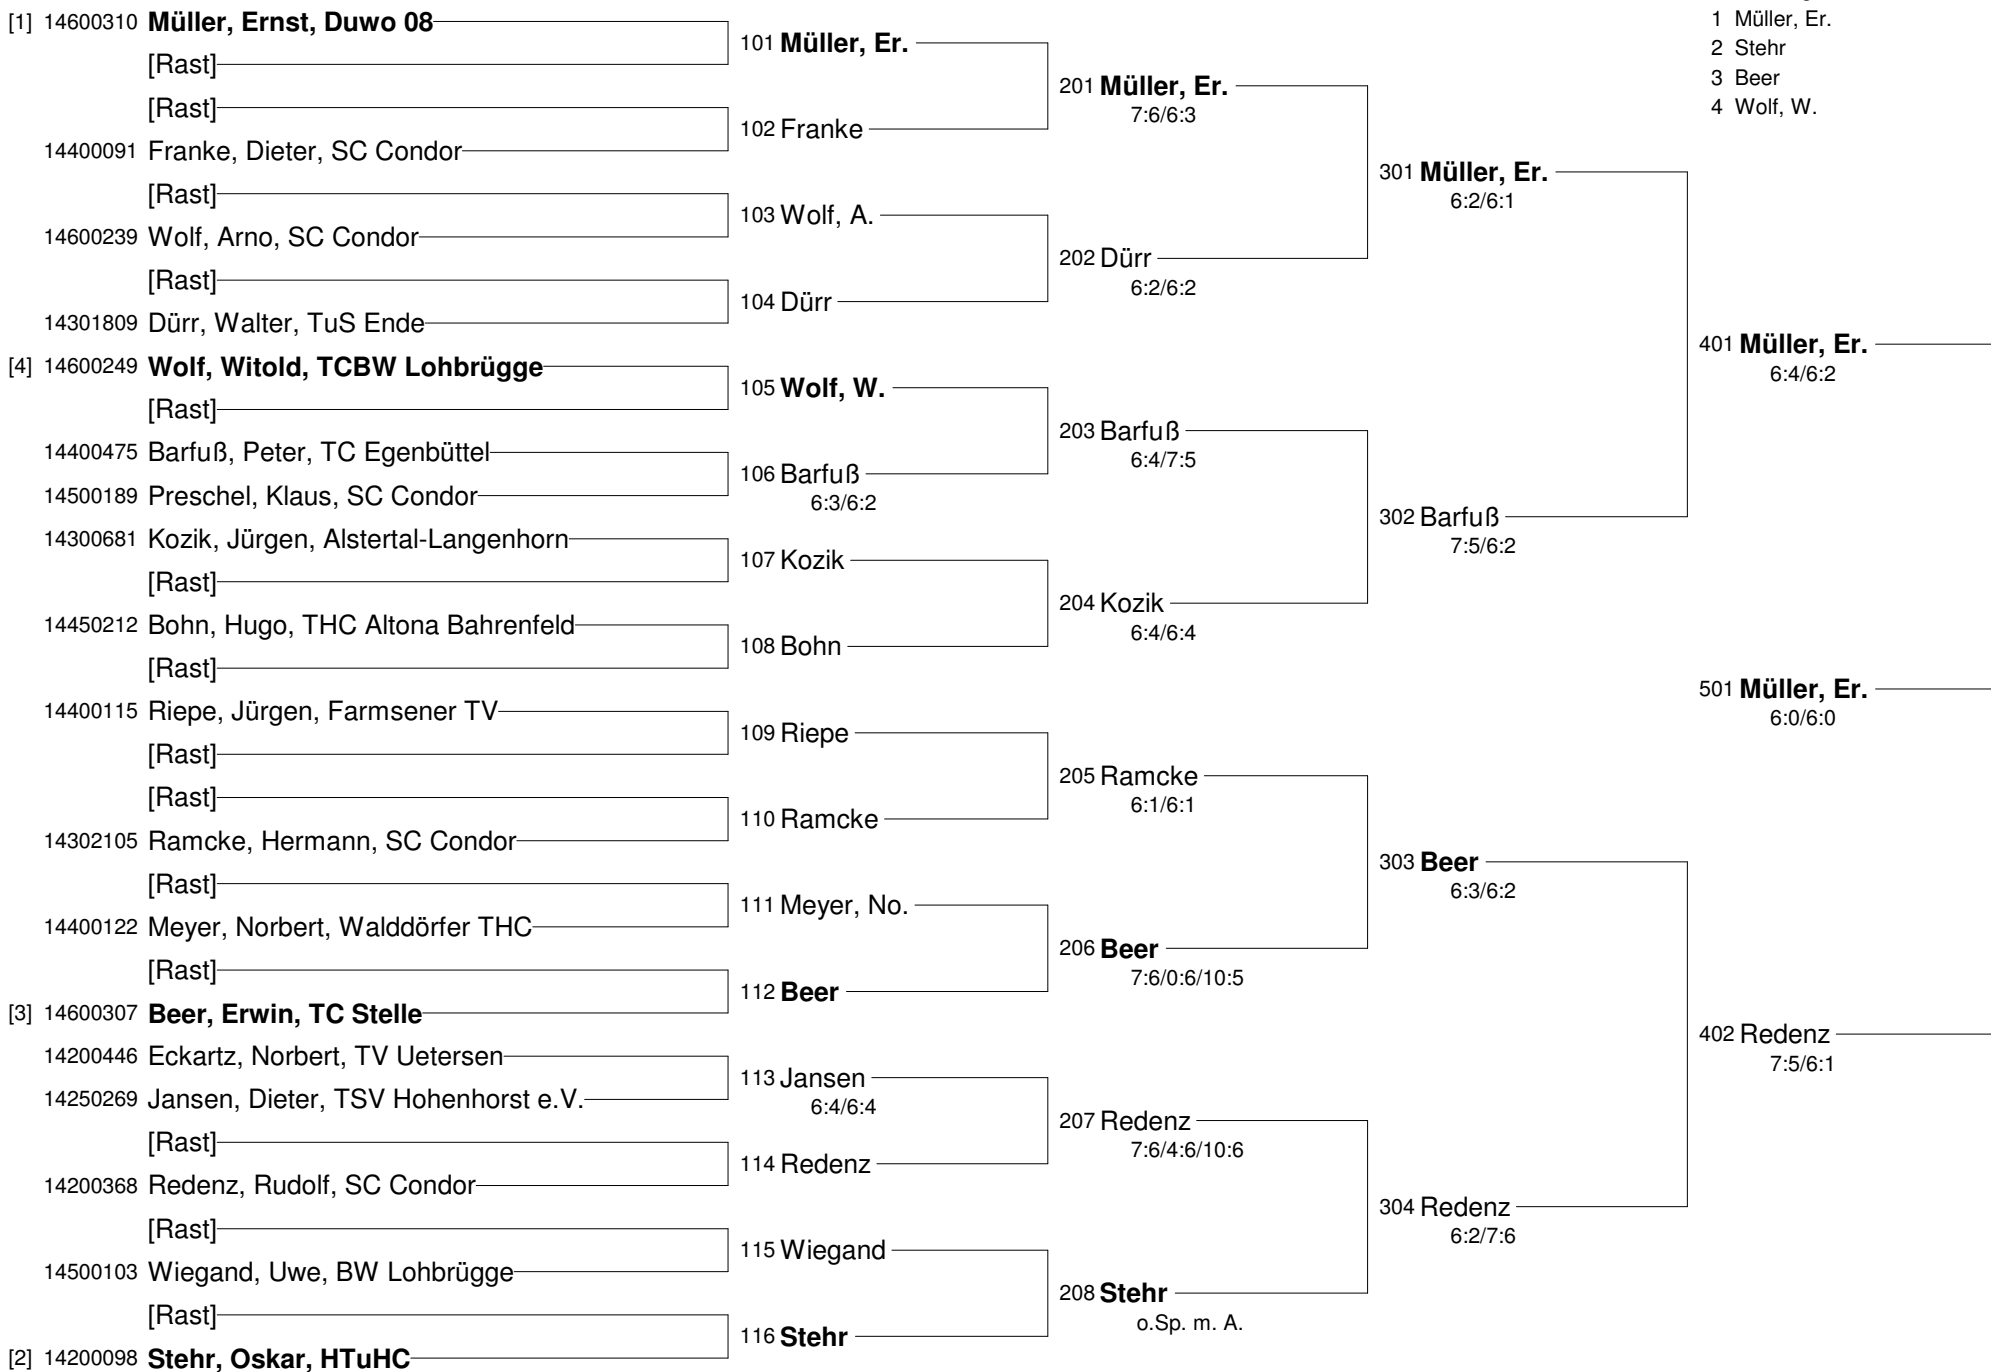 [1] 14600310 Müller, Ernst, Duwo 08
[Rast]
[Rast]
14400091 Franke, Dieter, SC Condor
[Rast]
14600239 Wolf, Arno, SC Condor
[Rast]
14301809 Dürr, Walter, TuS Ende
[4] 14600249 Wolf, Witold, TCBW Lohbrügge
[Rast]
14400475 Barfuß, Peter, TC Egenbüttel
14500189 Preschel, Klaus, SC Condor
14300681 Kozik, Jürgen, Alstertal-Langenhorn
[Rast]
14450212 Bohn, Hugo, THC Altona Bahrenfeld
[Rast]
14400115 Riepe, Jürgen, Farmsener TV
[Rast]
[Rast]
14302105 Ramcke, Hermann, SC Condor
[Rast]
14400122 Meyer, Norbert, Walddörfer THC
[Rast]
[3] 14600307 Beer, Erwin, TC Stelle
14200446 Eckartz, Norbert, TV Uetersen
14250269 Jansen, Dieter, TSV Hohenhorst e.V.
[Rast]
14200368 Redenz, Rudolf, SC Condor
[Rast]
14500103 Wiegand, Uwe, BW Lohbrügge
[Rast]
[2] 14200098 Stehr, Oskar, HTuHC
101 Müller, Er.
102 Franke
103 Wolf, A.
104 Dürr
105 Wolf, W.
106 Barfuß
6:3/6:2
107 Kozik
108 Bohn
109 Riepe
110 Ramcke
111 Meyer, No.
112 Beer
113 Jansen
6:4/6:4
114 Redenz
115 Wiegand
116 Stehr
201 Müller, Er.
7:6/6:3
202 Dürr
6:2/6:2
203 Barfuß
6:4/7:5
204 Kozik
6:4/6:4
205 Ramcke
6:1/6:1
206 Beer
7:6/0:6/10:5
207 Redenz
7:6/4:6/10:6
208 Stehr
o.Sp. m. A.
301 Müller, Er.
6:2/6:1
302 Barfuß
7:5/6:2
303 Beer
6:3/6:2
304 Redenz
6:2/7:6
1 Müller, Er.
2 Stehr
3 Beer
4 Wolf, W.
401 Müller, Er.
6:4/6:2
501 Müller, Er.
6:0/6:0
402 Redenz
7:5/6:1